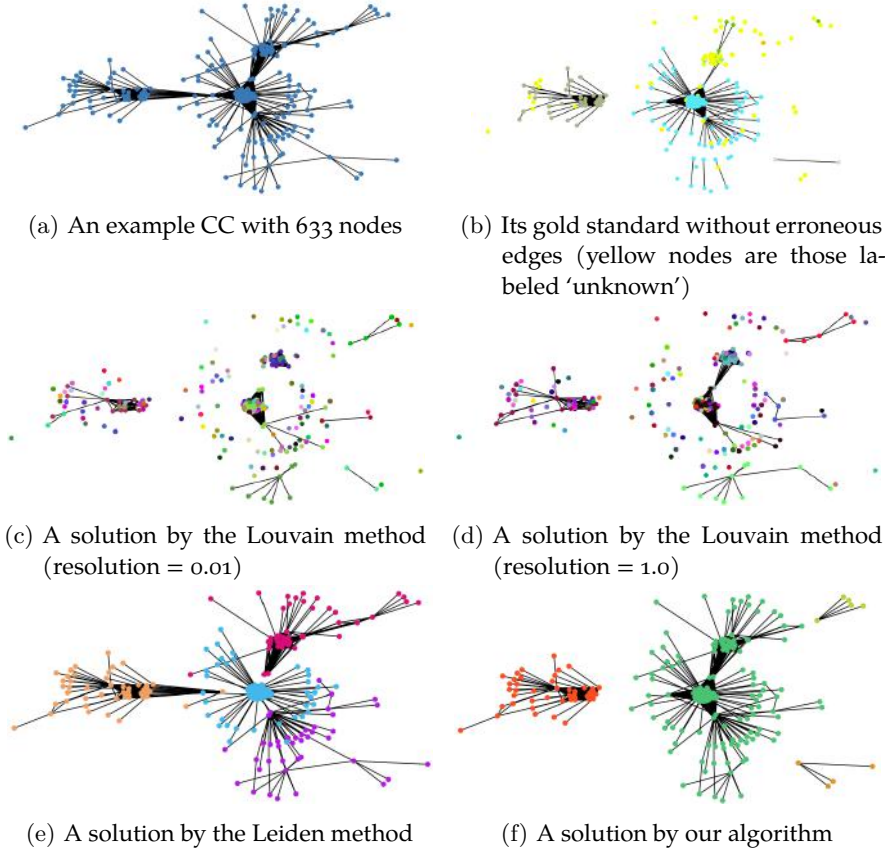 (a) An example CC with 633 nodes
(b) Its gold standard without erroneous
edges (yellow nodes are those la-
beled ‘unknown’)
(c) A solution by the Louvain method
(resolution = 0.01)
(d) A solution by the Louvain method
(resolution = 1.0)
(e) A solution by the Leiden method
(f) A solution by our algorithm